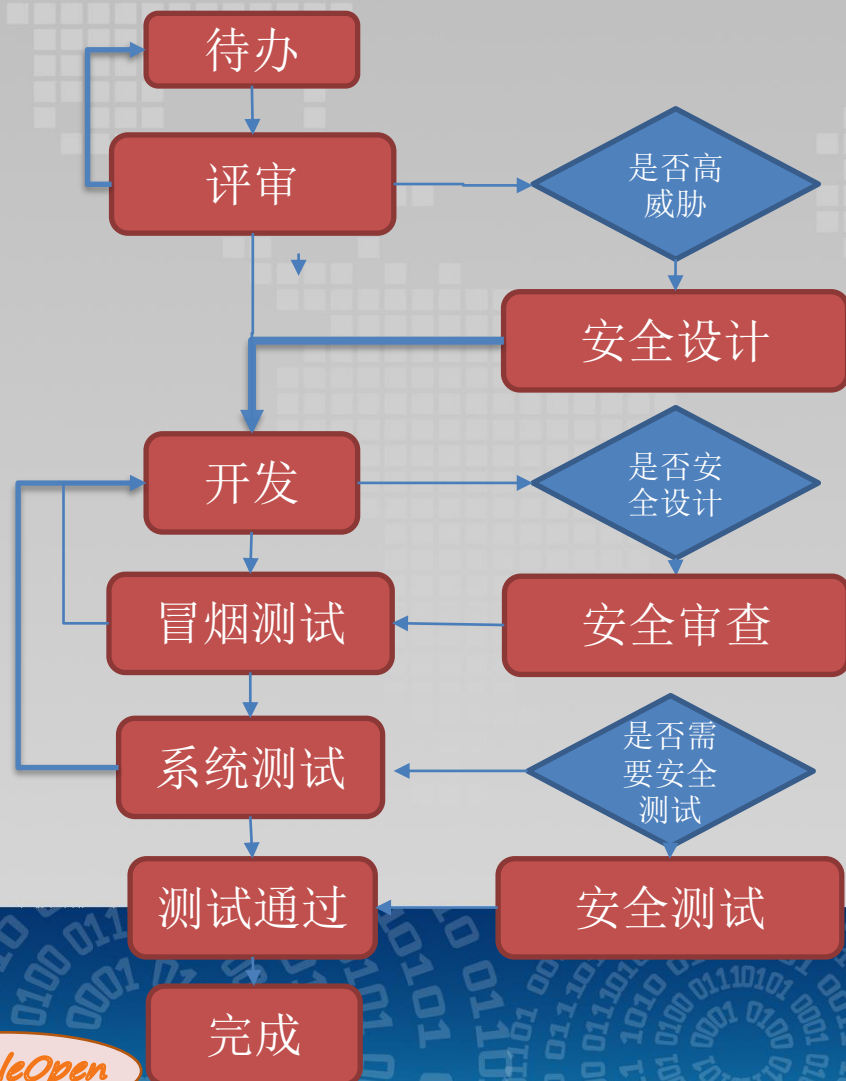 待办
评审
是否高
威胁
安全设计
开发
是否安
全设计
冒烟测试
安全审查
系统测试
是否需
要安全
测试
测试通过
安全测试
完成
leOpen